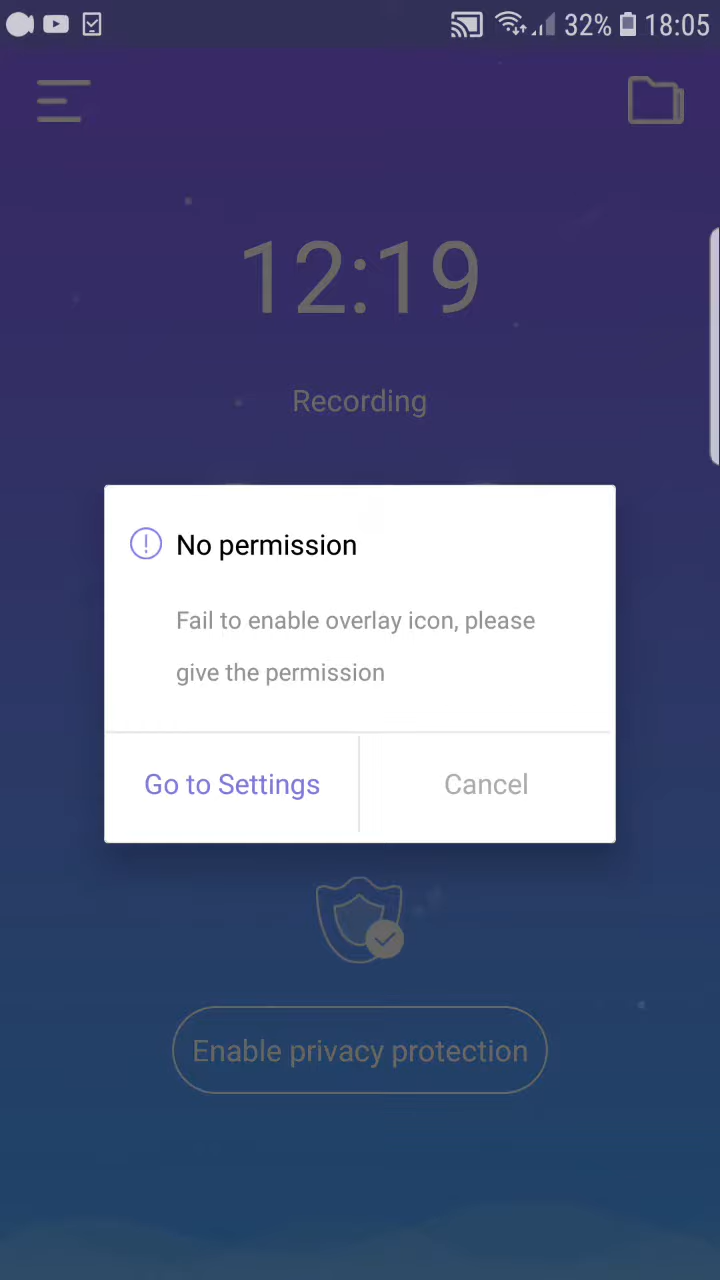 32% 18:05
12:19
Recording
No permission
Fail to enable overlay icon, please
give the permission
Go to Settings
Cancel
Enable privacy protection